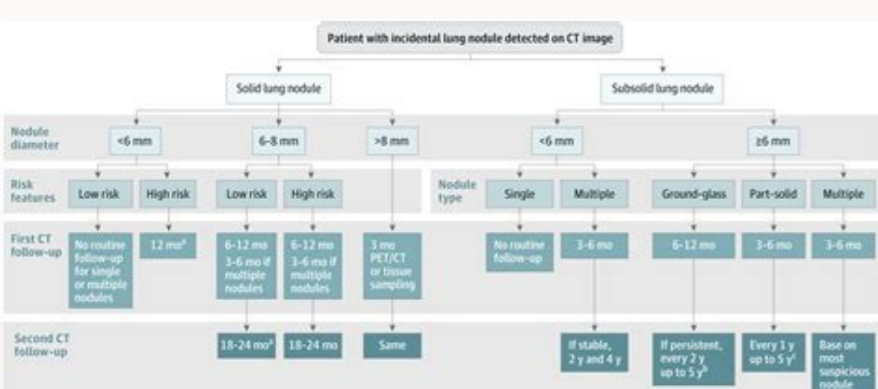 Patient with incidental lung nodule detected on CT image
Solid lung nodule
Subsolid lung nodule
Nodule
diameter
<6 mm
6-8 mm
>8 mm
<6 mm
≥6 mm
Risk
features
Low risk
High risk
Low risk
High risk
Nodule
type
Single
Multiple
Ground-glass
Part-solid
Multiple
First CT
follow-up
No routine
follow-up
for single
or multiple
nodules
12 moᵃ
6-12 mo
3-6 mo if
multiple
nodules
6-12 mo
3-6 mo if
multiple
nodules
3 mo
PET/CT
or tissue
sampling
No routine
follow-up
3-6 mo
6-12 mo
3-6 mo
3-6 mo
Second CT
follow-up
18-24 moᵃ
18-24 mo
Same
If stable,
2 y and 4 y
If persistent,
every 2 y
up to 5 yᵇ
Every 1 y
up to 5 yᶜ
Base on
most
suspicious
nodule